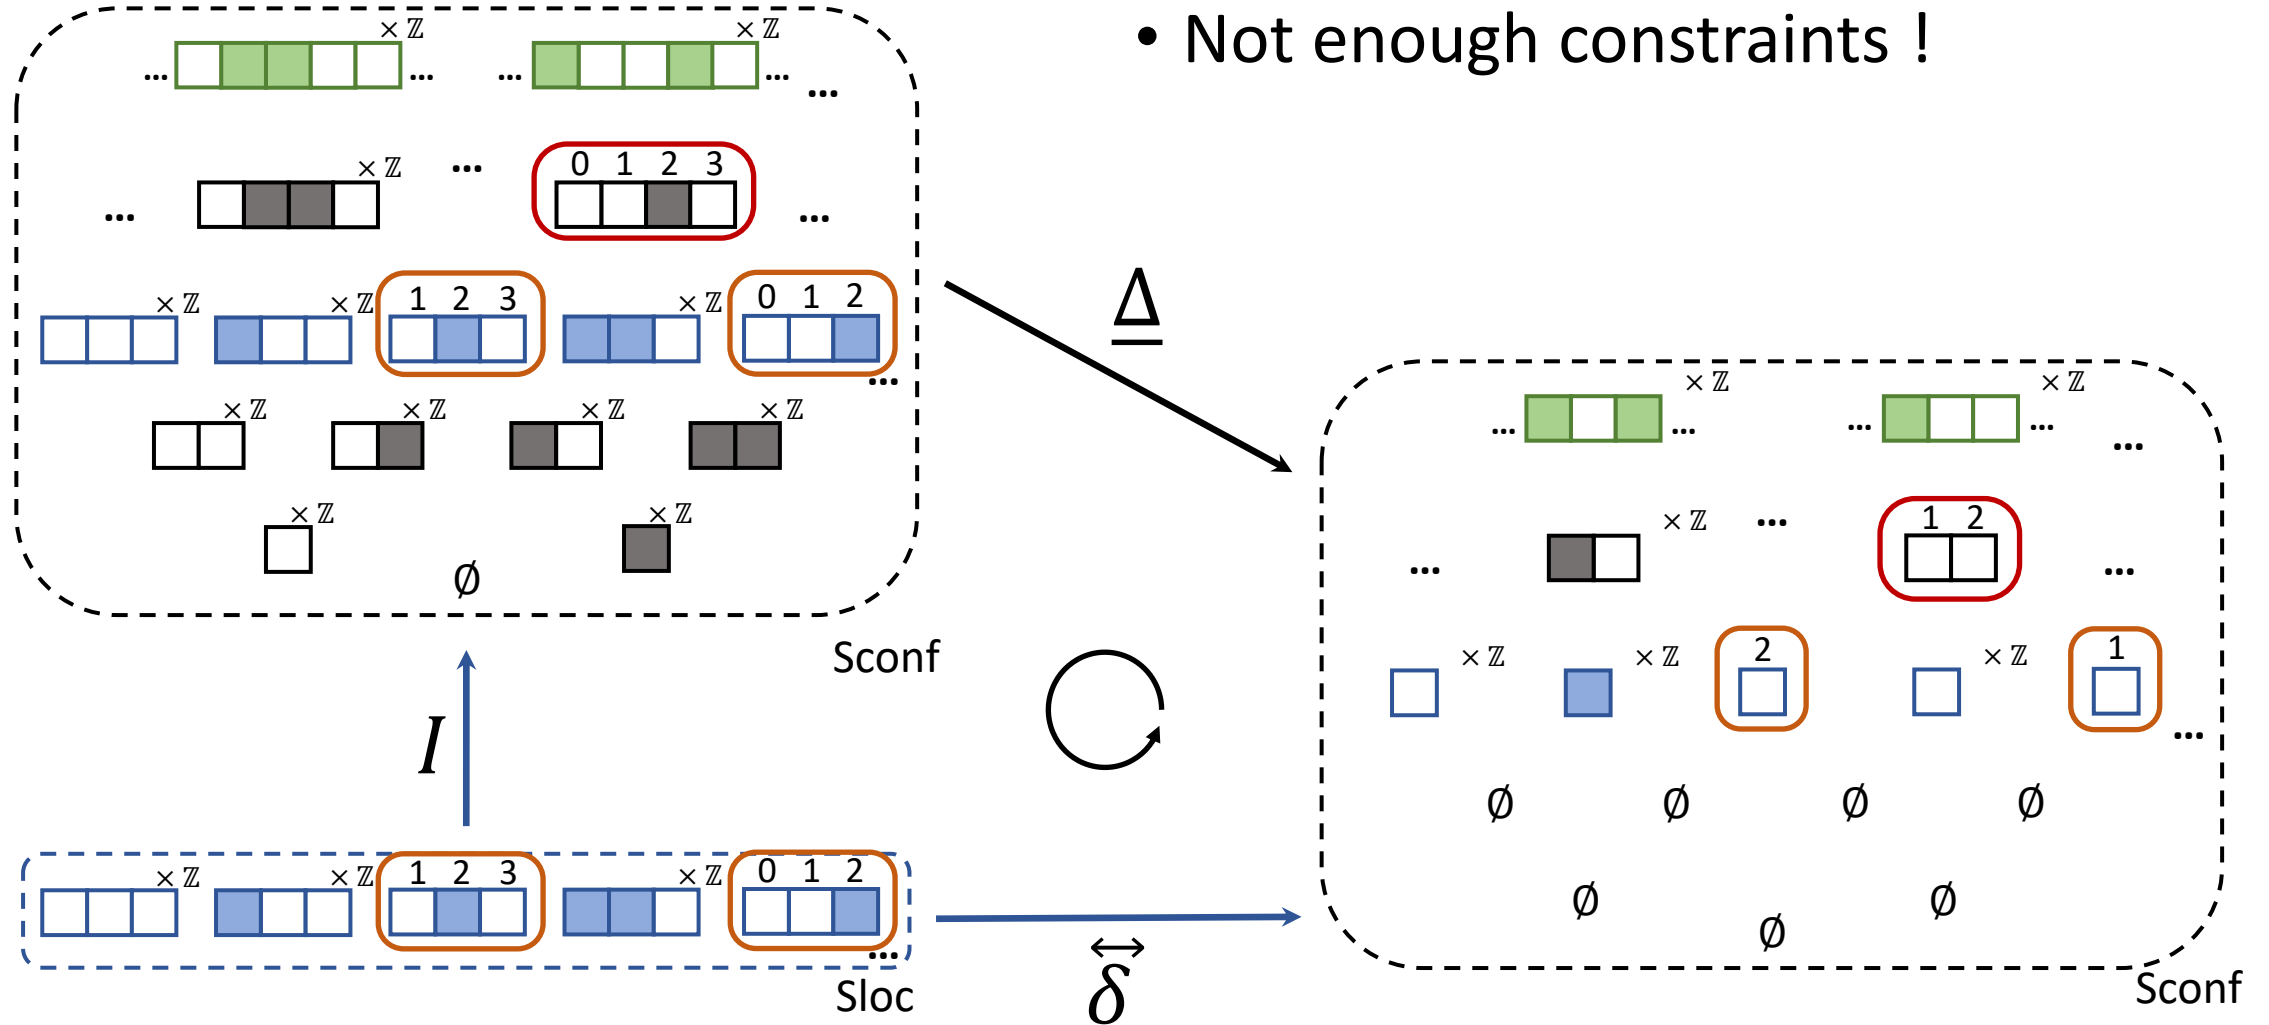 • Not enough constraints !
× ℤ × ℤ
... ... ... ... ...
0 1 2 3
× ℤ ...
... ...
1 2 3 0 1 2
× ℤ × ℤ × ℤ
...
× ℤ × ℤ × ℤ × ℤ
× ℤ × ℤ
∅
Sconf
Δ
I
1 2 3 0 1 2
× ℤ × ℤ × ℤ
...
Sloc
δ
× ℤ × ℤ
... ... ... ... ...
1 2
× ℤ ...
... ...
2 1
× ℤ × ℤ × ℤ
...
∅ ∅ ∅ ∅
∅ ∅
∅
Sconf